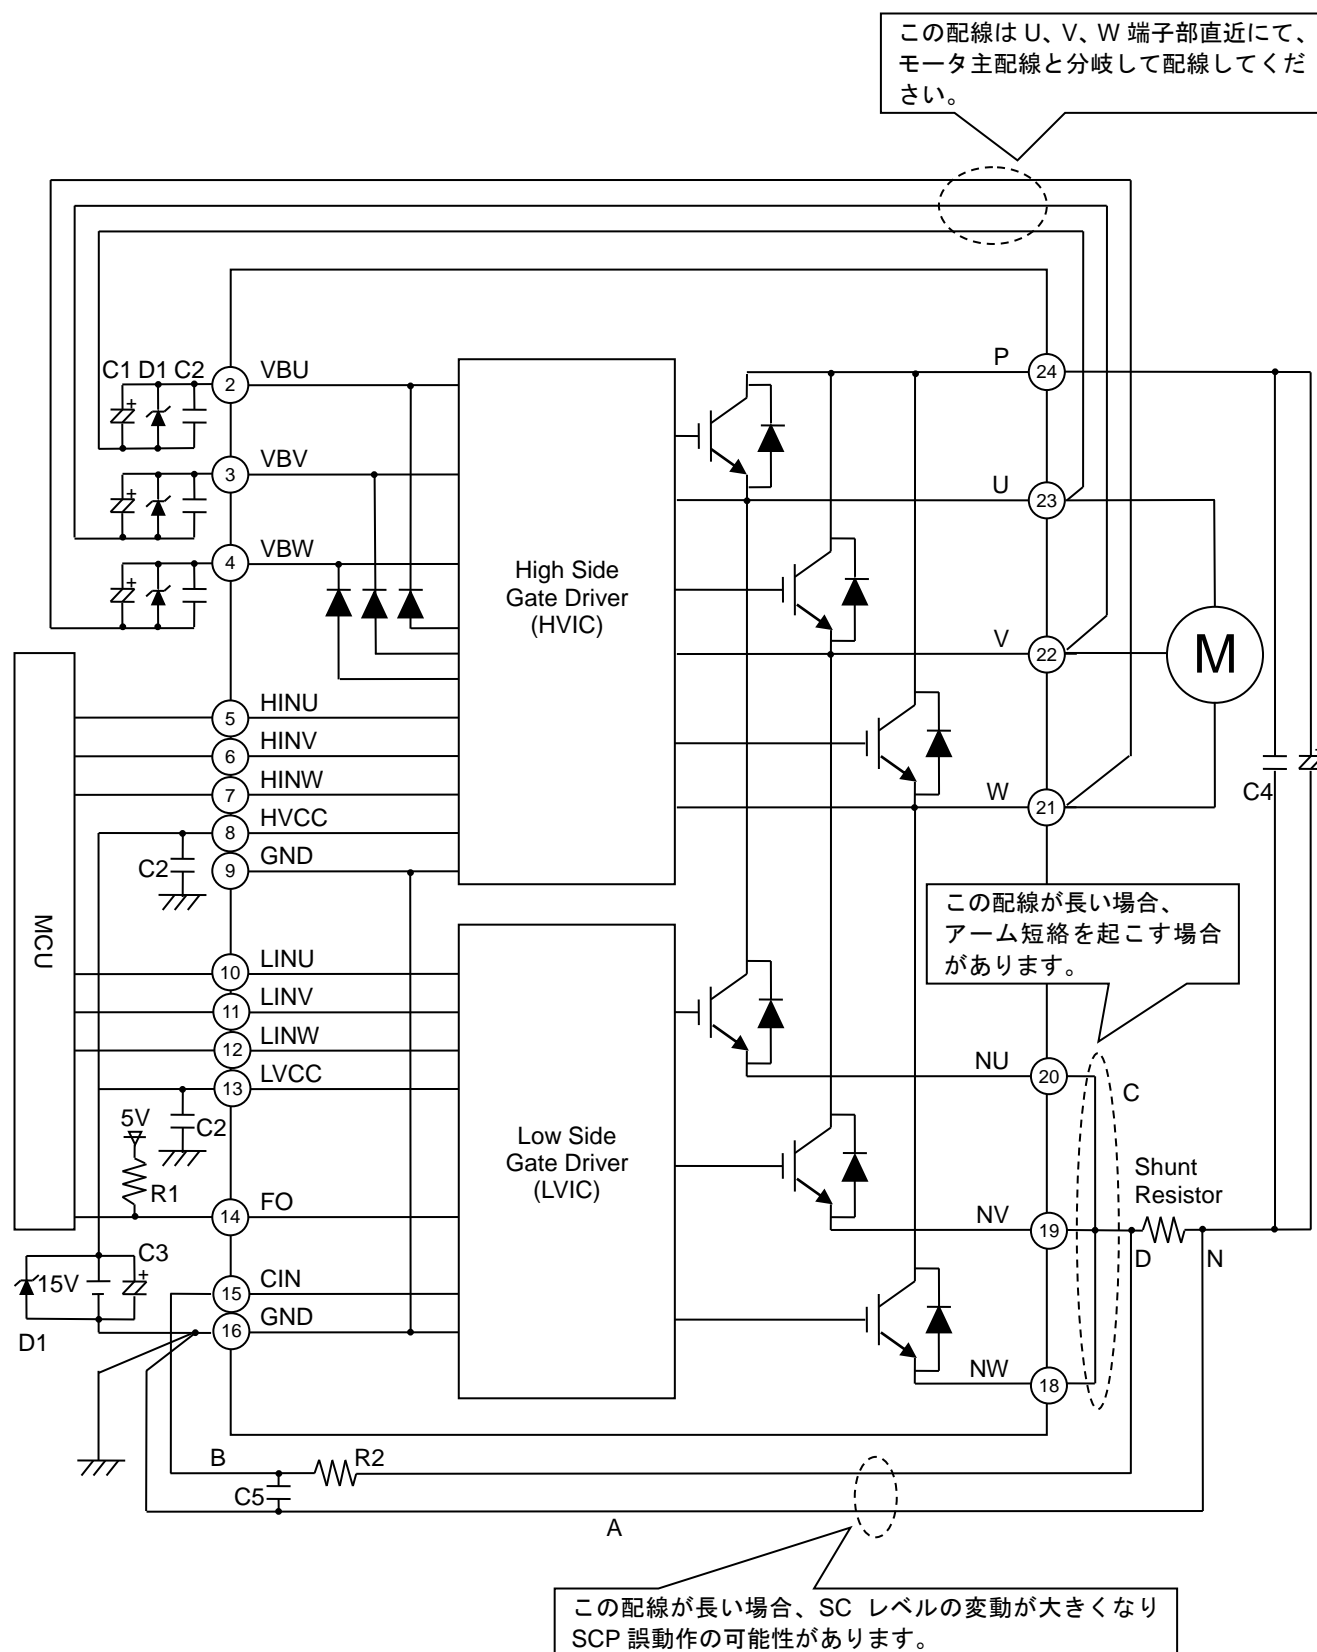 この配線は U、V、W 端子部直近にて、
モータ主配線と分岐して配線してくだ
さい。
C1 D1 C2
2
VBU
P
24
+
3
VBV
U
23
+
4
VBW
+
High Side
Gate Driver
(HVIC)
V
22
M
5
HINU
6
HINV
7
HINW
8
HVCC
W
21
C4
C2
9
GND
MCU
この配線が長い場合、
アーム短絡を起こす場合
があります。
10
LINU
11
LINV
12
LINW
13
LVCC
NU
20
C
5V
C2
R1
Low Side
Gate Driver
(LVIC)
Shunt
Resistor
14
FO
NV
19
D
N
C3
15V
+
15
CIN
16
GND
D1
NW
18
B
R2
C5
A
この配線が長い場合、SC レベルの変動が大きくなり
SCP 誤動作の可能性があります。